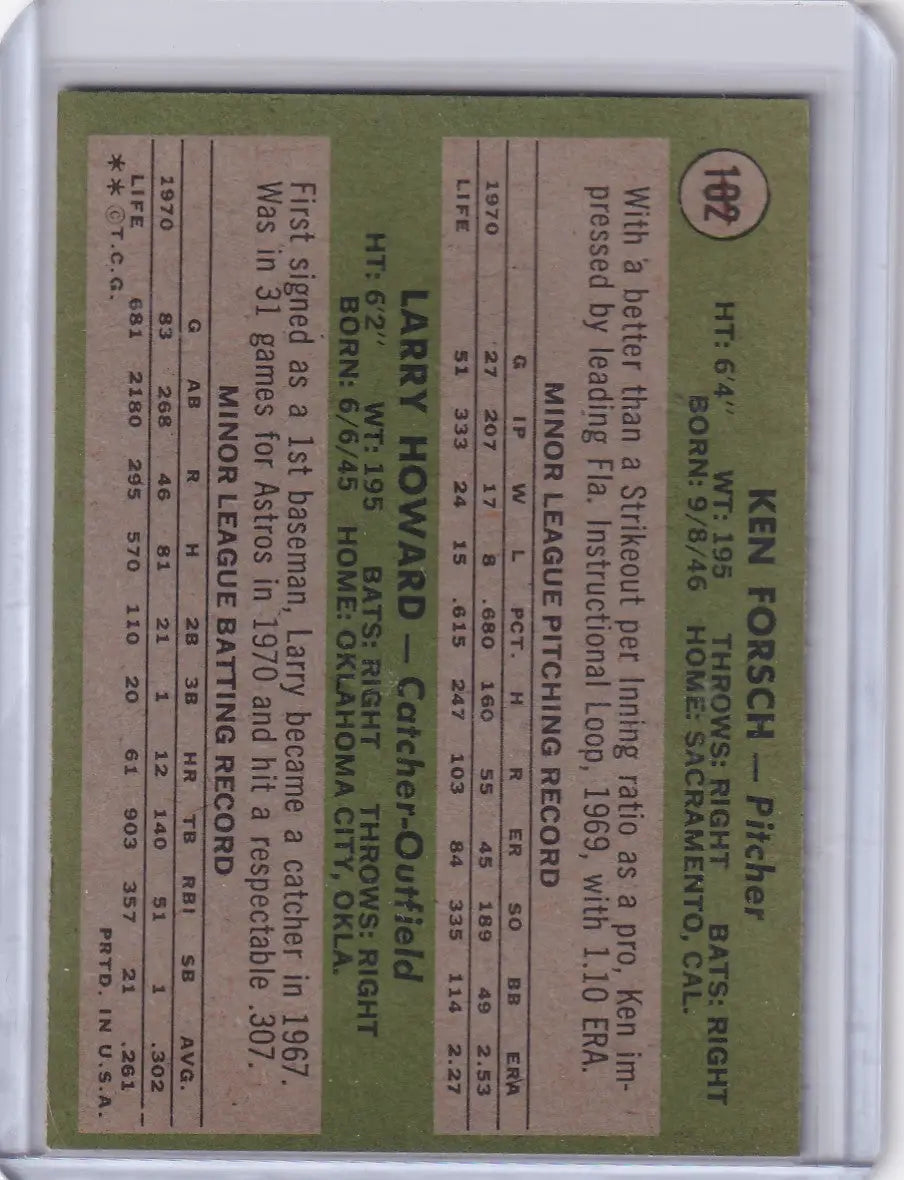 102
KEN FORSCH — Pitcher
HT: 6'4" WT: 195 THROWS: RIGHT BATS: RIGHT
BORN: 9/8/46 HOME: SACRAMENTO, CAL.
With a better than a Strikeout per Inning ratio as a pro, Ken im-
pressed by leading Fla. Instructional Loop, 1969, with 1.10 ERA.
MINOR LEAGUE PITCHING RECORD
G IP W L PCT. H R ER SO BB ERA
1970 27 207 17 8 .680 160 55 45 189 49 2.53
LIFE 51 333 24 15 .615 247 103 84 335 114 2.27
LARRY HOWARD — Catcher-Outfield
HT: 6'2" WT: 195 BATS: RIGHT THROWS: RIGHT
BORN: 6/6/45 HOME: OKLAHOMA CITY, OKLA.
First signed as a 1st baseman, Larry became a catcher in 1967.
Was in 31 games for Astros in 1970 and hit a respectable .307.
MINOR LEAGUE BATTING RECORD
G AB R H 2B 3B HR TB RBI SB AVG.
1970 83 268 46 81 21 1 12 140 51 1 .302
LIFE 681 2180 295 570 110 20 61 903 357 21 .261
** ©T.C.G. PRTD. IN U.S.A.